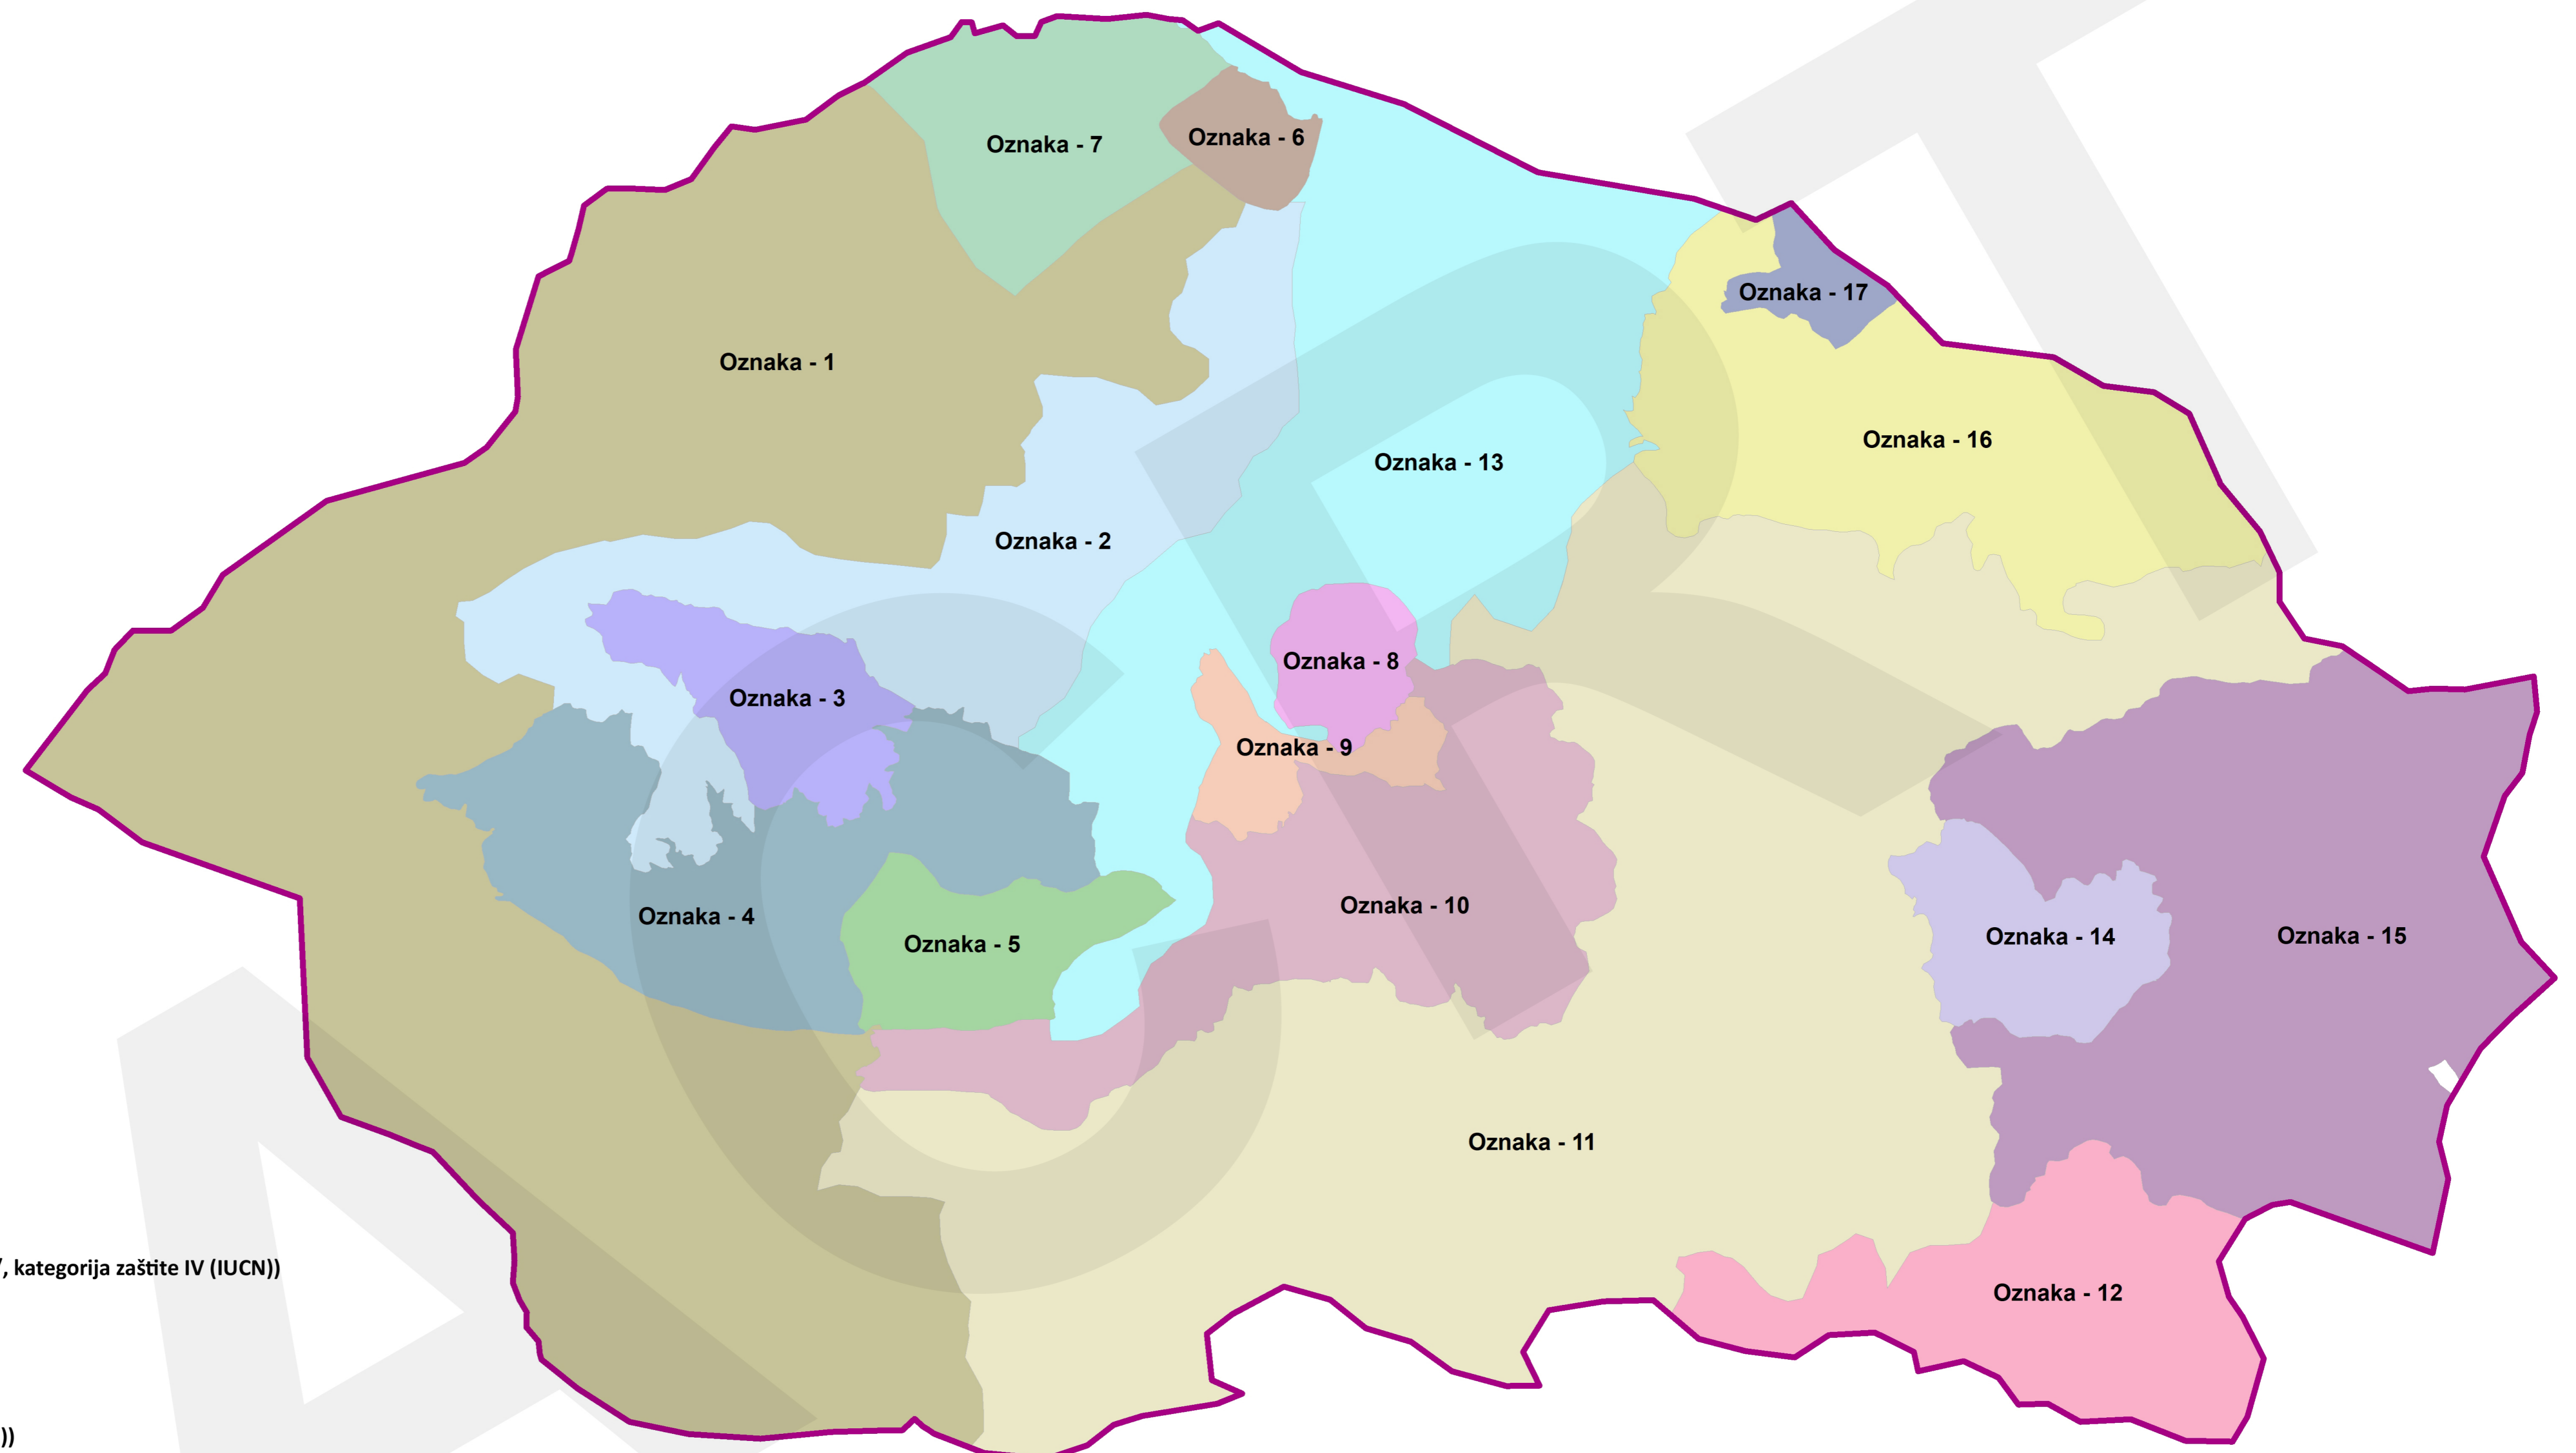 Oznaka - 7
Oznaka - 6
Oznaka - 17
Oznaka - 1
Oznaka - 16
Oznaka - 13
Oznaka - 2
Oznaka - 8
Oznaka - 3
Oznaka - 9
Oznaka - 10
Oznaka - 4
Oznaka - 5
Oznaka - 14
Oznaka - 15
Oznaka - 11
, kategorija zaštite IV (IUCN))
Oznaka - 12
))